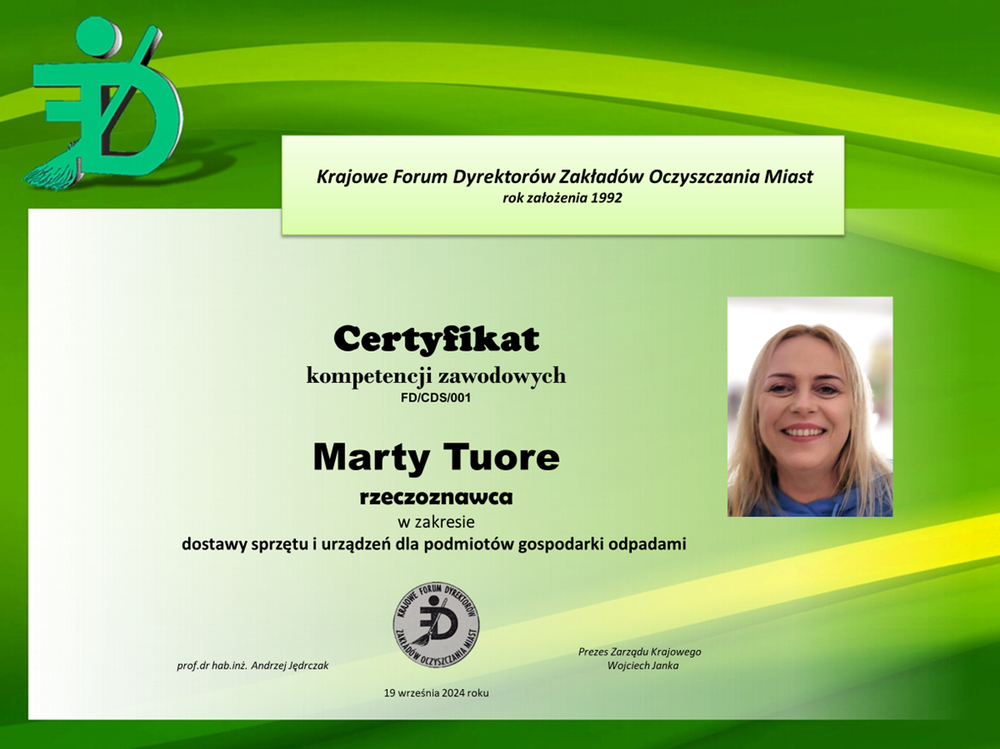 Krajowe Forum Dyrektorów Zakładów Oczyszczania Miast
rok założenia 1992
Certyfikat
kompetencji zawodowych
FD/CDS/001
Marty Tuore
rzeczoznawca
w zakresie
dostawy sprzętu i urządzeń dla podmiotów gospodarki odpadami
KRAJOWE FORUM DYREKTORÓW
ZAKŁADÓW OCZYSZCZANIA MIAST
prof.dr hab.inż. Andrzej Jędrczak
Prezes Zarządu Krajowego
Wojciech Janka
19 września 2024 roku